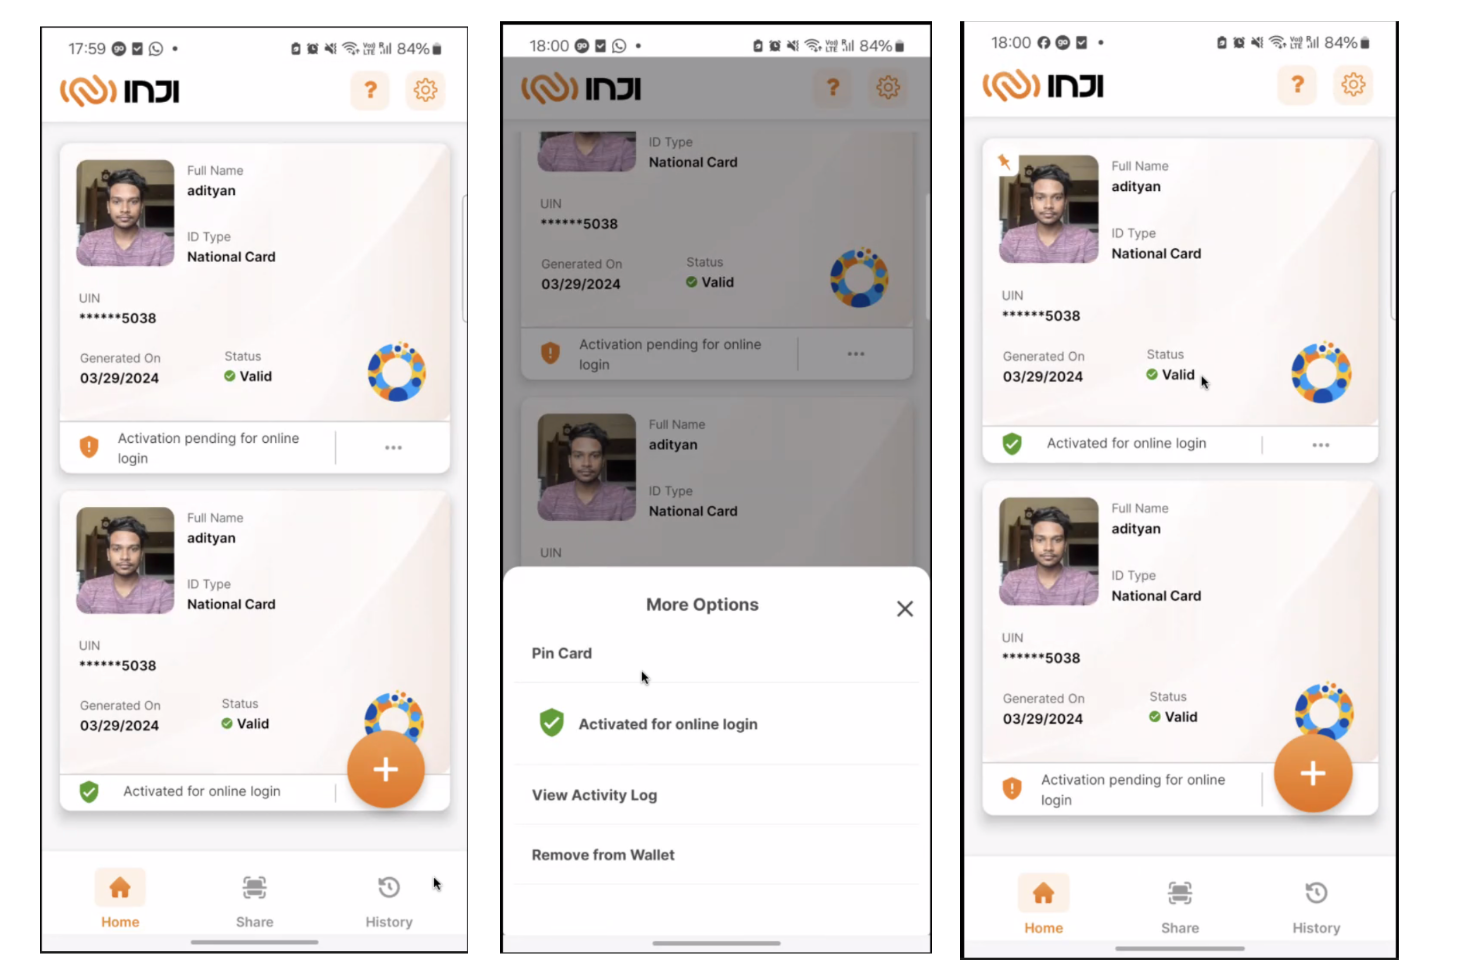 17:59
84%
INJI
?
Full Name
adityan
ID Type
National Card
UIN
******5038
Generated On
Status
03/29/2024
Valid
Activation pending for online
login
Full Name
adityan
ID Type
National Card
UIN
******5038
Generated On
Status
03/29/2024
Valid
Activated for online login
+
Home
Share
History
18:00
84%
INJI
?
ID Type
National Card
UIN
******5038
Generated On
Status
03/29/2024
Valid
Activation pending for online
login
Full Name
adityan
ID Type
National Card
UIN
More Options
Pin Card
Activated for online login
View Activity Log
Remove from Wallet
18:00
84%
INJI
?
Full Name
adityan
ID Type
National Card
UIN
******5038
Generated On
Status
03/29/2024
Valid
Activated for online login
Full Name
adityan
ID Type
National Card
UIN
******5038
Generated On
Status
03/29/2024
Valid
Activation pending for online
login
+
Home
Share
History